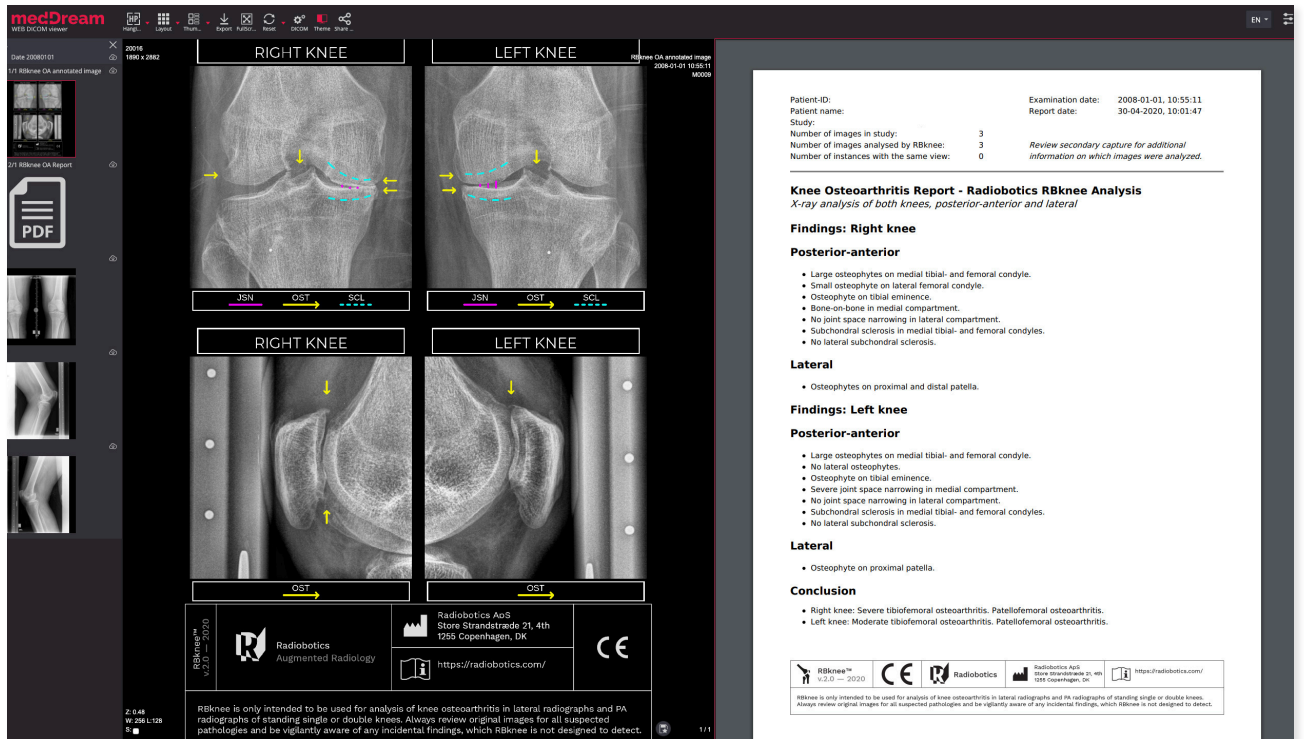 medDream
WEB DICOM viewer
HP
Hangi...
Layout
Thum...
Export
FullScr...
Reset
DICOM
Theme
Share ...
EN
Date 20080101
1/1 RBknee OA annotated image
2/1 RBknee OA Report
PDF
20016
1890 x 2882
RIGHT KNEE
LEFT KNEE
RBknee OA annotated image
2008-01-01 10:55:11
M0009
JSN OST SCL
JSN OST SCL
RIGHT KNEE
LEFT KNEE
OST
OST
RBknee™
v.2.0 — 2020
Radiobotics
Augmented Radiology
Radiobotics ApS
Store Strandstræde 21, 4th
1255 Copenhagen, DK
https://radiobotics.com/
CE
RBknee is only intended to be used for analysis of knee osteoarthritis in lateral radiographs and PA
radiographs of standing single or double knees. Always review original images for all suspected
pathologies and be vigilantly aware of any incidental findings, which RBknee is not designed to detect.
Z: 0.48
W: 256 L:128
S:
1/1
Patient-ID:
Patient name:
Study:
Number of images in study: 3
Number of images analysed by RBknee: 3
Number of instances with the same view: 0
Examination date: 2008-01-01, 10:55:11
Report date: 30-04-2020, 10:01:47
Review secondary capture for additional
information on which images were analyzed.
Knee Osteoarthritis Report - Radiobotics RBknee Analysis
X-ray analysis of both knees, posterior-anterior and lateral
Findings: Right knee
Posterior-anterior
• Large osteophytes on medial tibial- and femoral condyle.
• Small osteophyte on lateral femoral condyle.
• Osteophyte on tibial eminence.
• Bone-on-bone in medial compartment.
• No joint space narrowing in lateral compartment.
• Subchondral sclerosis in medial tibial- and femoral condyles.
• No lateral subchondral sclerosis.
Lateral
• Osteophytes on proximal and distal patella.
Findings: Left knee
Posterior-anterior
• Large osteophytes on medial tibial- and femoral condyle.
• No lateral osteophytes.
• Osteophyte on tibial eminence.
• Severe joint space narrowing in medial compartment.
• No joint space narrowing in lateral compartment.
• Subchondral sclerosis in medial tibial- and femoral condyles.
• No lateral subchondral sclerosis.
Lateral
• Osteophyte on proximal patella.
Conclusion
• Right knee: Severe tibiofemoral osteoarthritis. Patellofemoral osteoarthritis.
• Left knee: Moderate tibiofemoral osteoarthritis. Patellofemoral osteoarthritis.
RBknee™
v.2.0 — 2020
CE
Radiobotics
Radiobotics ApS
Store Strandstræde 21, 4th
1255 Copenhagen, DK
https://radiobotics.com/
RBknee is only intended to be used for analysis of knee osteoarthritis in lateral radiographs and PA radiographs of standing single or double knees.
Always review original images for all suspected pathologies and be vigilantly aware of any incidental findings, which RBknee is not designed to detect.